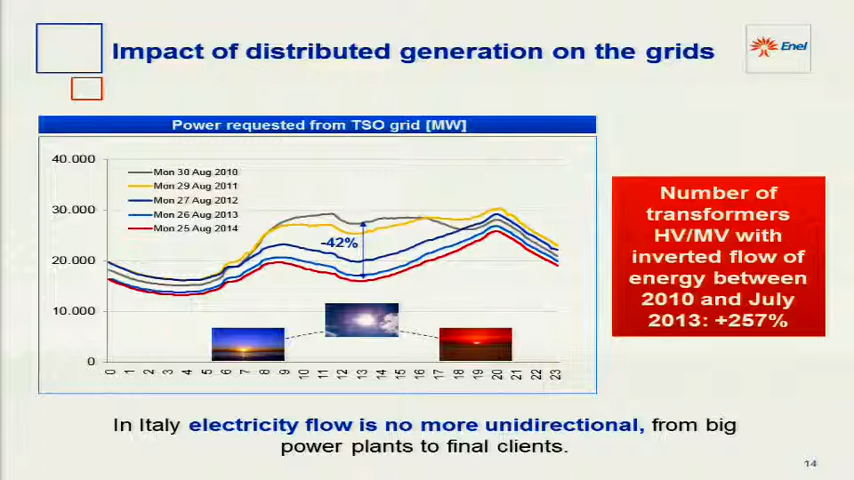 Impact of distributed generation on the grids
Enel
Power requested from TSO grid [MW]
40.000
30.000
20.000
10.000
0
Mon 30 Aug 2010
Mon 29 Aug 2011
Mon 27 Aug 2012
Mon 26 Aug 2013
Mon 25 Aug 2014
-42%
0 1 2 3 4 5 6 7 8 9 10 11 12 13 14 15 16 17 18 19 20 21 22 23
Number of
transformers
HV/MV with
inverted flow of
energy between
2010 and July
2013: +257%
In Italy electricity flow is no more unidirectional, from big
power plants to final clients.
14